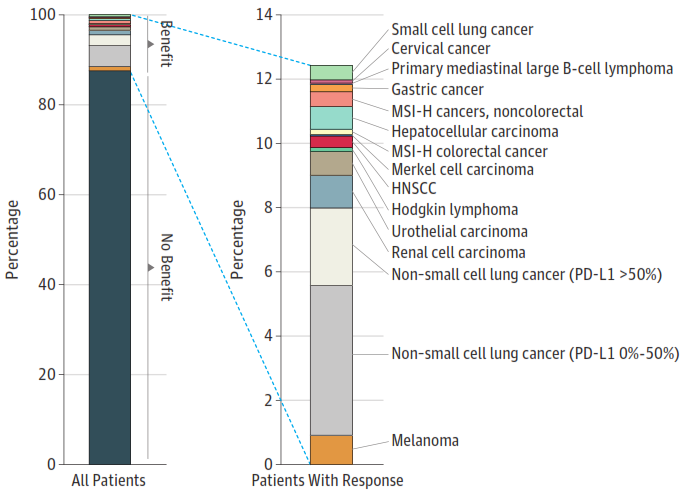 100
80
60
40
20
0
Percentage
Benefit
No Benefit
All Patients
14
12
10
8
6
4
2
0
Percentage
Patients With Response
Small cell lung cancer
Cervical cancer
Primary mediastinal large B-cell lymphoma
Gastric cancer
MSI-H cancers, noncolorectal
Hepatocellular carcinoma
MSI-H colorectal cancer
Merkel cell carcinoma
HNSCC
Hodgkin lymphoma
Urothelial carcinoma
Renal cell carcinoma
Non-small cell lung cancer (PD-L1 >50%)
Non-small cell lung cancer (PD-L1 0%-50%)
Melanoma